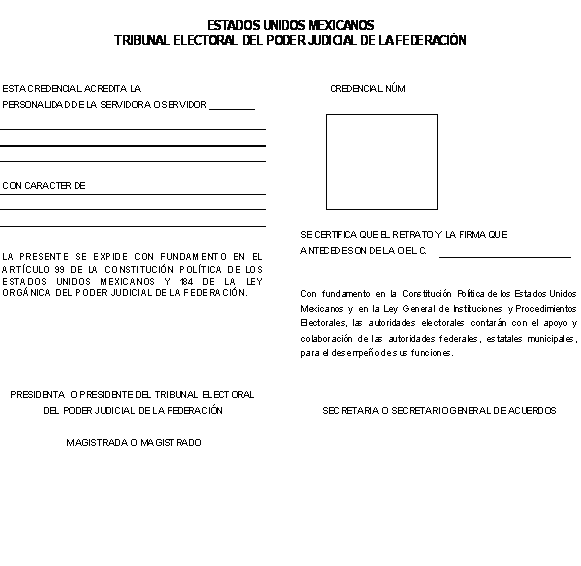 ESTADOS UNIDOS MEXICANOS
TRIBUNAL ELECTORAL DEL PODER JUDICIAL DE LA FEDERACIÓN
ESTA CREDENCIAL ACREDITA LA
PERSONALIDAD DE LA SERVIDORA O SERVIDOR _________
CON CARACTER DE
LA PRESENTE SE EXPIDE CON FUNDAMENTO EN EL
ARTÍCULO 99 DE LA CONSTITUCIÓN POLÍTICA DE LOS
ESTADOS UNIDOS MEXICANOS Y 184 DE LA LEY
ORGÁNICA DEL PODER JUDICIAL DE LA FEDERACIÓN.
PRESIDENTA O PRESIDENTE DEL TRIBUNAL ELECTORAL
DEL PODER JUDICIAL DE LA FEDERACIÓN
MAGISTRADA O MAGISTRADO
CREDENCIAL NÚM
SE CERTIFICA QUE EL RETRATO Y LA FIRMA QUE
ANTECEDE SON DE LA O EL C. _________
Con fundamento en la Constitución Política de los Estados Unidos
Mexicanos y en la Ley General de Instituciones y Procedimientos
Electorales, las autoridades electorales contarán con el apoyo y
colaboración de las autoridades federales, estatales municipales,
para el desempeño de sus funciones.
SECRETARIA O SECRETARIO GENERAL DE ACUERDOS